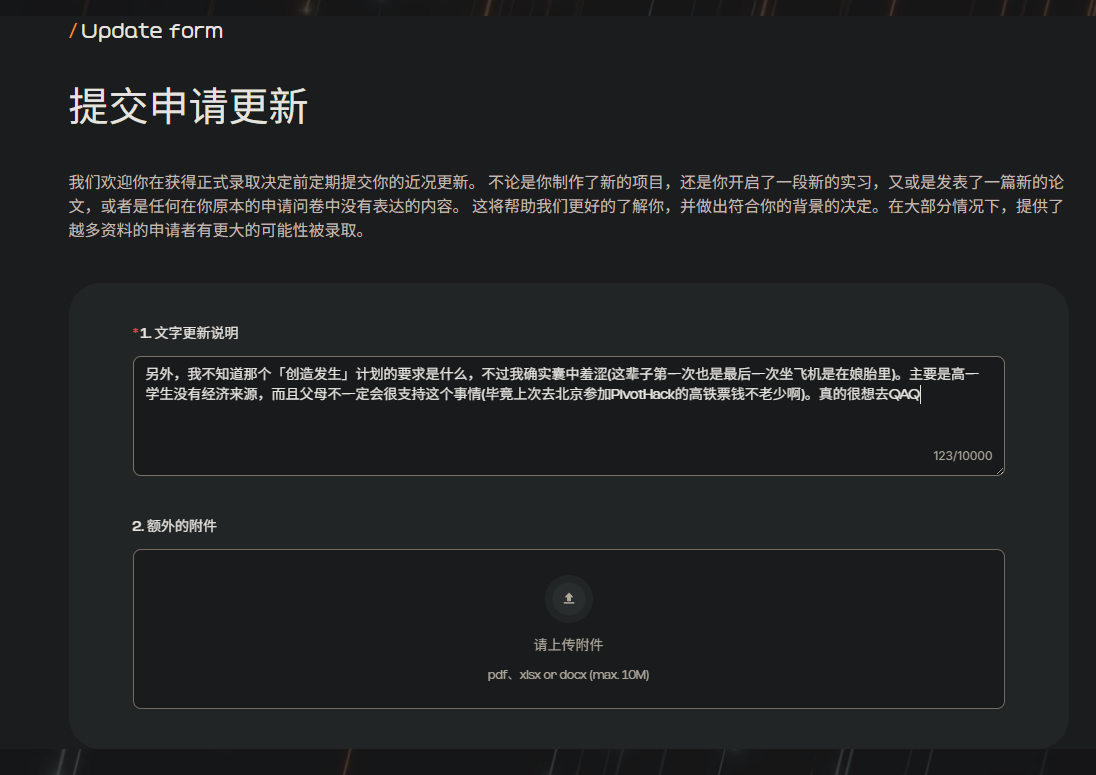 /Update form
提交申请更新
我们欢迎你在获得正式录取决定前定期提交你的近况更新。 不论是你制作了新的项目，还是你开启了一段新的实习，又或是发表了一篇新的论
文，或者是任何在你原本的申请问卷中没有表达的内容。 这将帮助我们更好的了解你，并做出符合你的背景的决定。在大部分情况下，提供了
越多资料的申请者有更大的可能性被录取。
*1. 文字更新说明
另外，我不知道那个「创造发生」计划的要求是什么，不过我确实囊中羞涩(这辈子第一次也是最后一次坐飞机是在娘胎里)。主要是高一
学生没有经济来源，而且父母不一定会很支持这个事情(毕竟上次去北京参加PivotHack的高铁票钱不老少啊)。真的很想去QAQ
123/10000
2. 额外的附件
请上传附件
pdf、xlsx or docx (max. 10M)